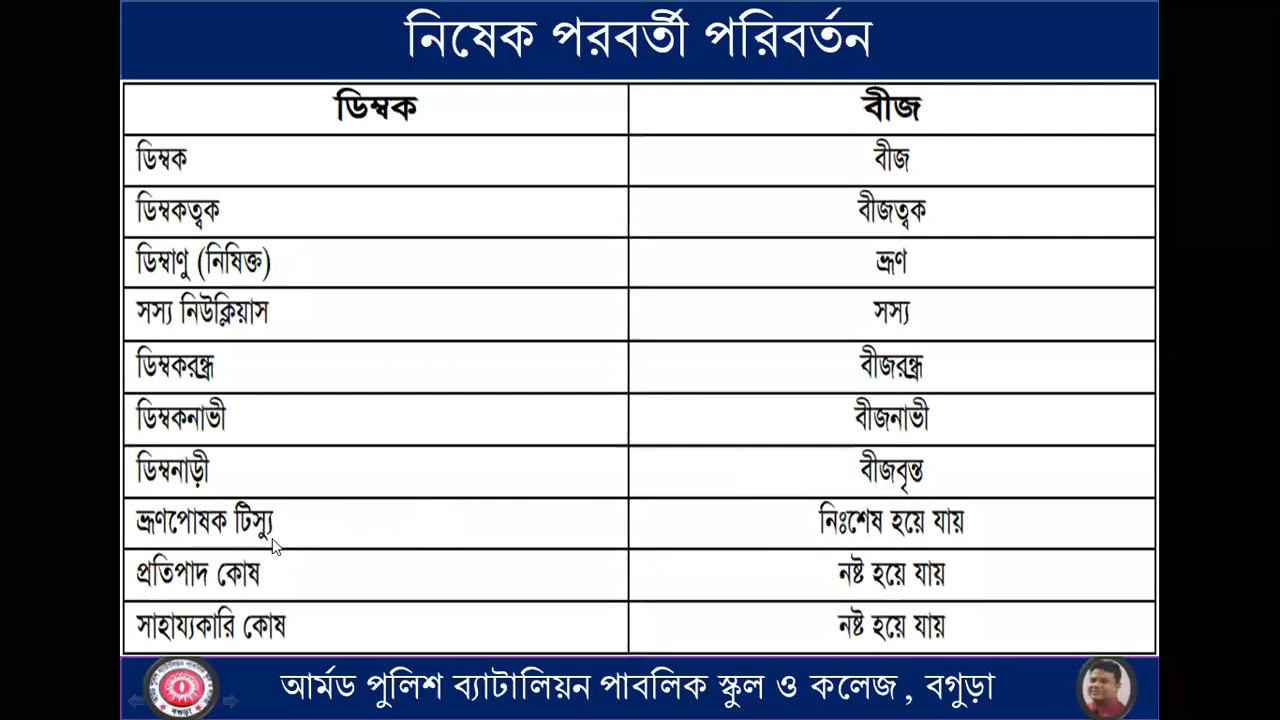 নিষেক পরবর্তী পরিবর্তন
ডিম্বক বীজ
ডিম্বক বীজ
ডিম্বকত্বক বীজত্বক
ডিম্বাণু (নিষিক্ত) ভ্রূণ
সস্য নিউক্লিয়াস সস্য
ডিম্বকরন্ধ্র বীজরন্ধ্র
ডিম্বকনাভী বীজনাভী
ডিম্বনাড়ী বীজবৃন্ত
ভ্রূণপোষক টিস্যু নিঃশেষ হয়ে যায়
প্রতিপাদ কোষ নষ্ট হয়ে যায়
সাহায্যকারি কোষ নষ্ট হয়ে যায়
আর্মড পুলিশ ব্যাটালিয়ন পাবলিক স্কুল ও কলেজ, বগুড়া
বগুড়া